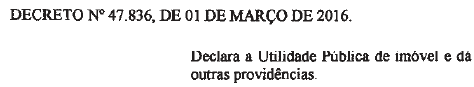 DECRETO Nº 47.836, DE 01 DE MARÇO DE 2016.
Declara a Utilidade Pública de imóvel e dá
outras providências.